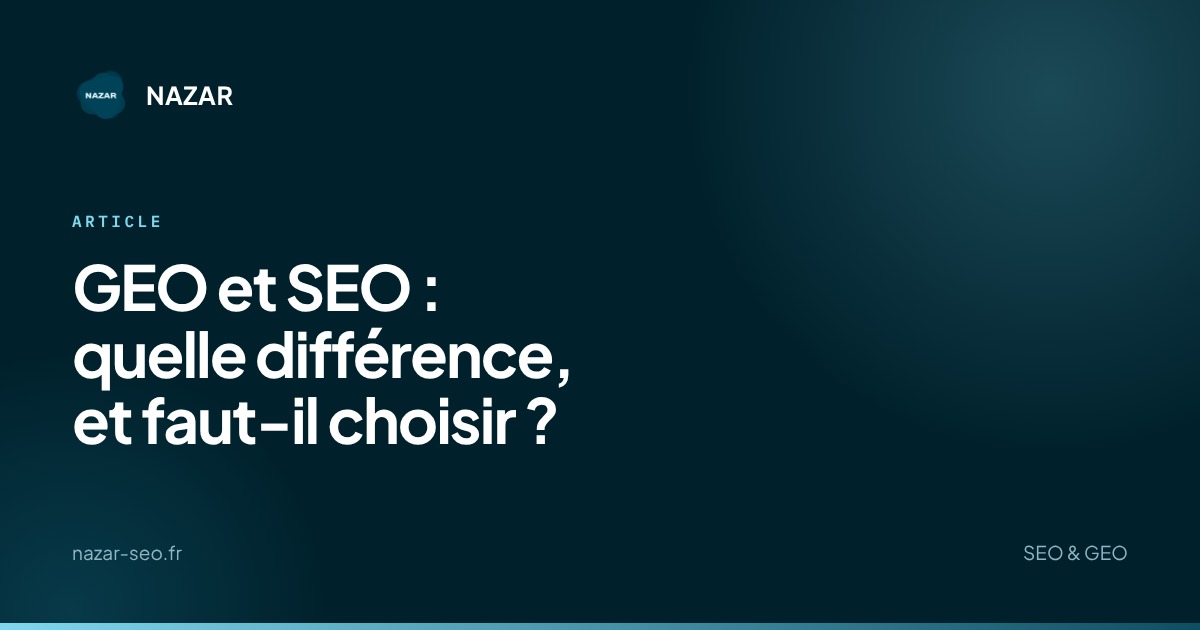 NAZAR
NAZAR
ARTICLE
GEO et SEO :
quelle différence,
et faut-il choisir ?
nazar-seo.fr
SEO & GEO